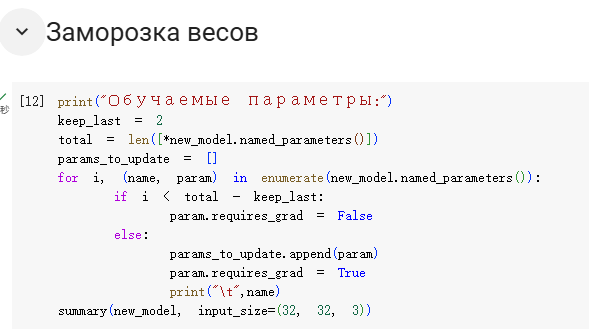 Заморозка весов
[12] print("Обучаемые параметры:")
秒
keep_last = 2
total = len([*new_model.named_parameters()])
params_to_update = []
for i, (name, param) in enumerate(new_model.named_parameters()):
if i < total - keep_last:
param.requires_grad = False
else:
params_to_update.append(param)
param.requires_grad = True
print("\t",name)
summary(new_model, input_size=(32, 32, 3))